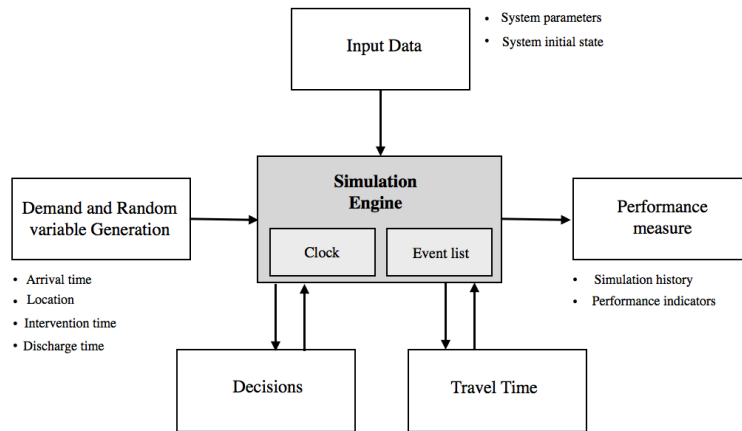 Input Data
• System parameters
• System initial state
Simulation
Engine
Clock
Event list
Demand and Random
variable Generation
• Arrival time
• Location
• Intervention time
• Discharge time
Performance
measure
• Simulation history
• Performance indicators
Decisions
Travel Time